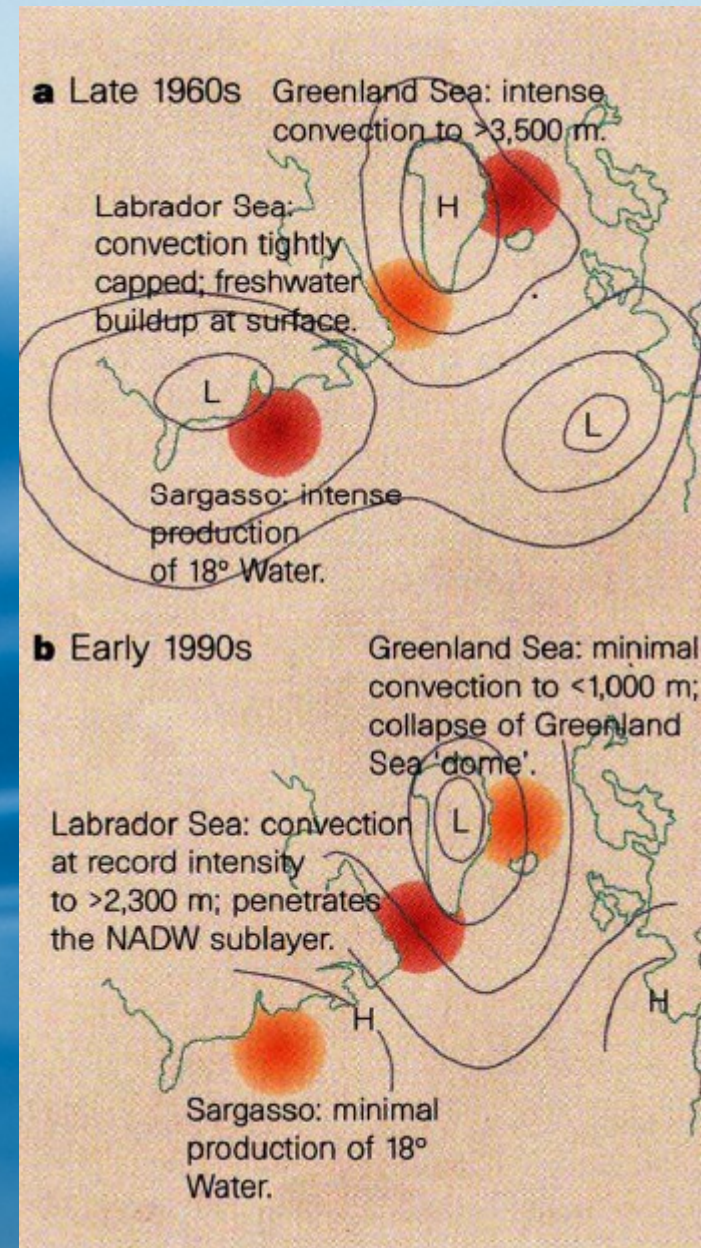 a Late 1960s
Greenland Sea: intense
convection to >3,500 m.
Labrador Sea:
convection tightly
capped; freshwater
buildup at surface.
H
L
L
Sargasso: intense
production
of 18º Water.
b Early 1990s
Greenland Sea: minimal
convection to <1,000 m;
collapse of Greenland
Sea ‘dome’.
L
Labrador Sea: convection
at record intensity
to >2,300 m; penetrates
the NADW sublayer.
H
H
Sargasso: minimal
production of 18º
Water.